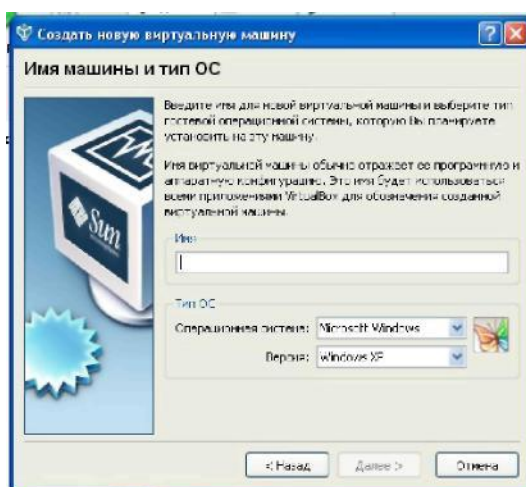 Создать новую виртуальную машину
Имя машины и тип ОС
Введите имя для новой виртуальной машины и выберите тип
гостевой операционной системы, которую Вы планируете
установить на эту машину.
Имя виртуальной машины обычно отражает ее программную и
аппаратную конфигурацию. Это имя будет использоваться
всеми приложениями VirtualBox для обозначения созданной
виртуальной машины.
Sun
Имя
Тип ОС
Операционная система: Microsoft Windows
Версия: Windows XP
< Назад Далее > Отмена